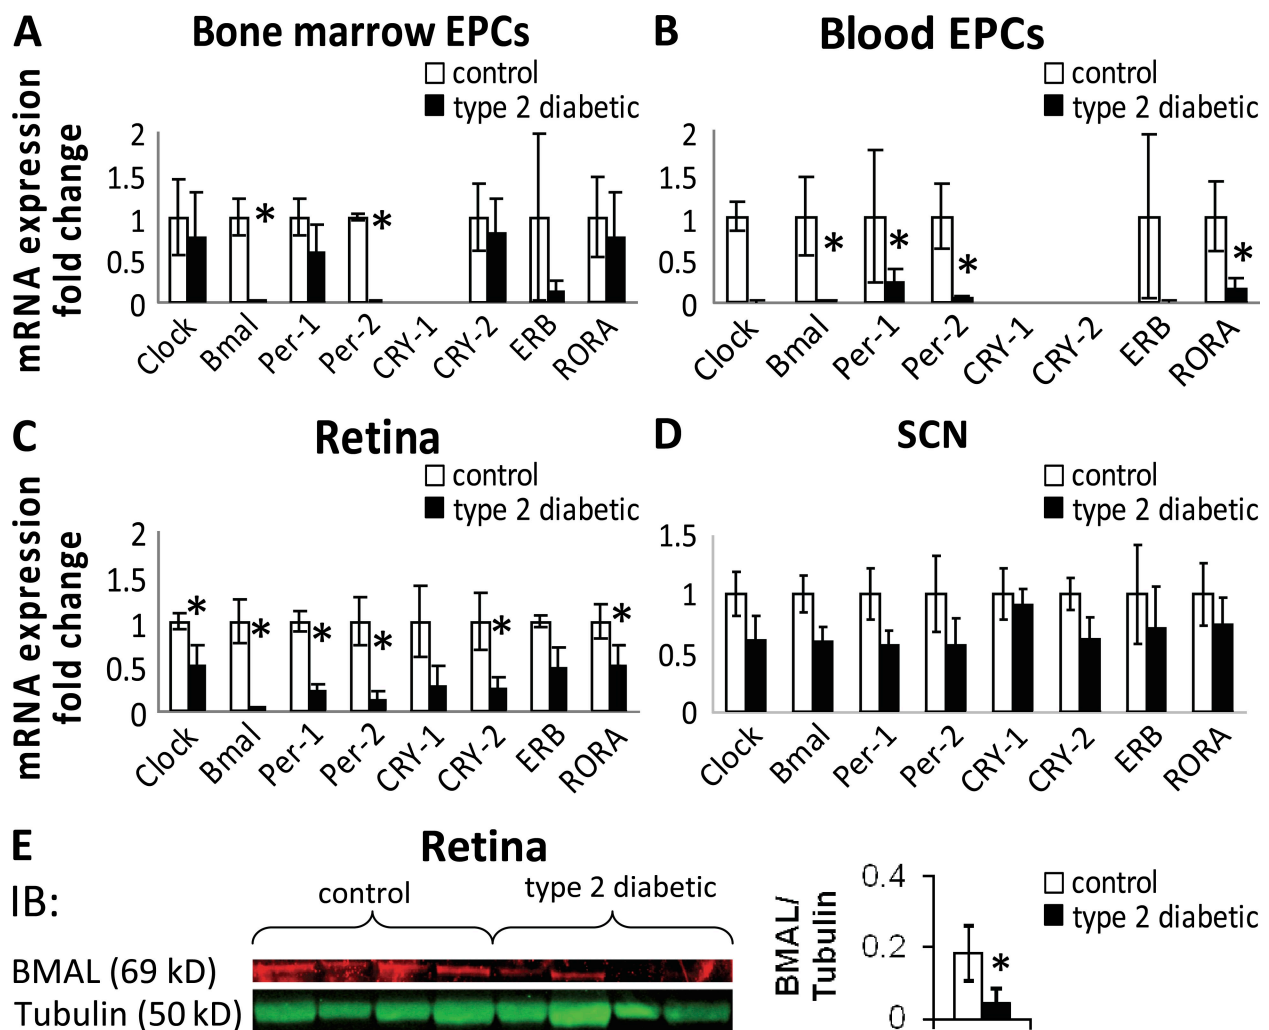 A Bone marrow EPCs
control
type 2 diabetic
mRNA expression
fold change
2
1.5
1
0.5
0
* *
Clock Bmal Per-1 Per-2 CRY-1 CRY-2 ERB RORA
B Blood EPCs
control
type 2 diabetic
2
1.5
1
0.5
0
* * * *
Clock Bmal Per-1 Per-2 CRY-1 CRY-2 ERB RORA
C Retina
control
type 2 diabetic
mRNA expression
fold change
2
1.5
1
0.5
0
* * * * * *
Clock Bmal Per-1 Per-2 CRY-1 CRY-2 ERB RORA
D SCN
control
type 2 diabetic
1.5
1
0.5
0
Clock Bmal Per-1 Per-2 CRY-1 CRY-2 ERB RORA
E Retina
IB:
control type 2 diabetic
BMAL (69 kD)
Tubulin (50 kD)
BMAL/
Tubulin
0.4
0.2
0
*
control
type 2 diabetic